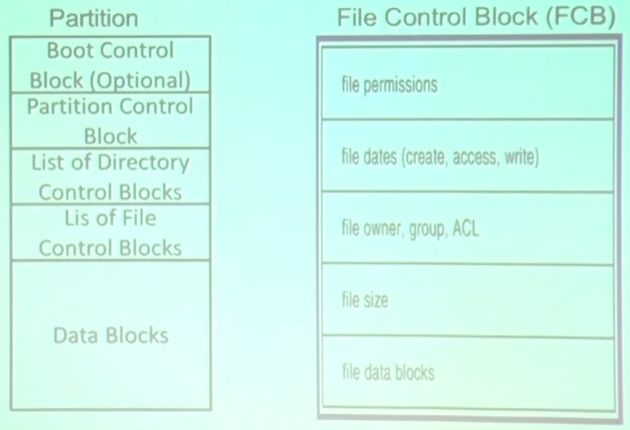 Partition
Boot Control
Block (Optional)
Partition Control
Block
List of Directory
Control Blocks
Lis of File
Control Blocks
Data Blocks
File Control Block (FCB)
file permissions
file dates (create, access, write)
file owner, group, ACL
file size
file data blocks